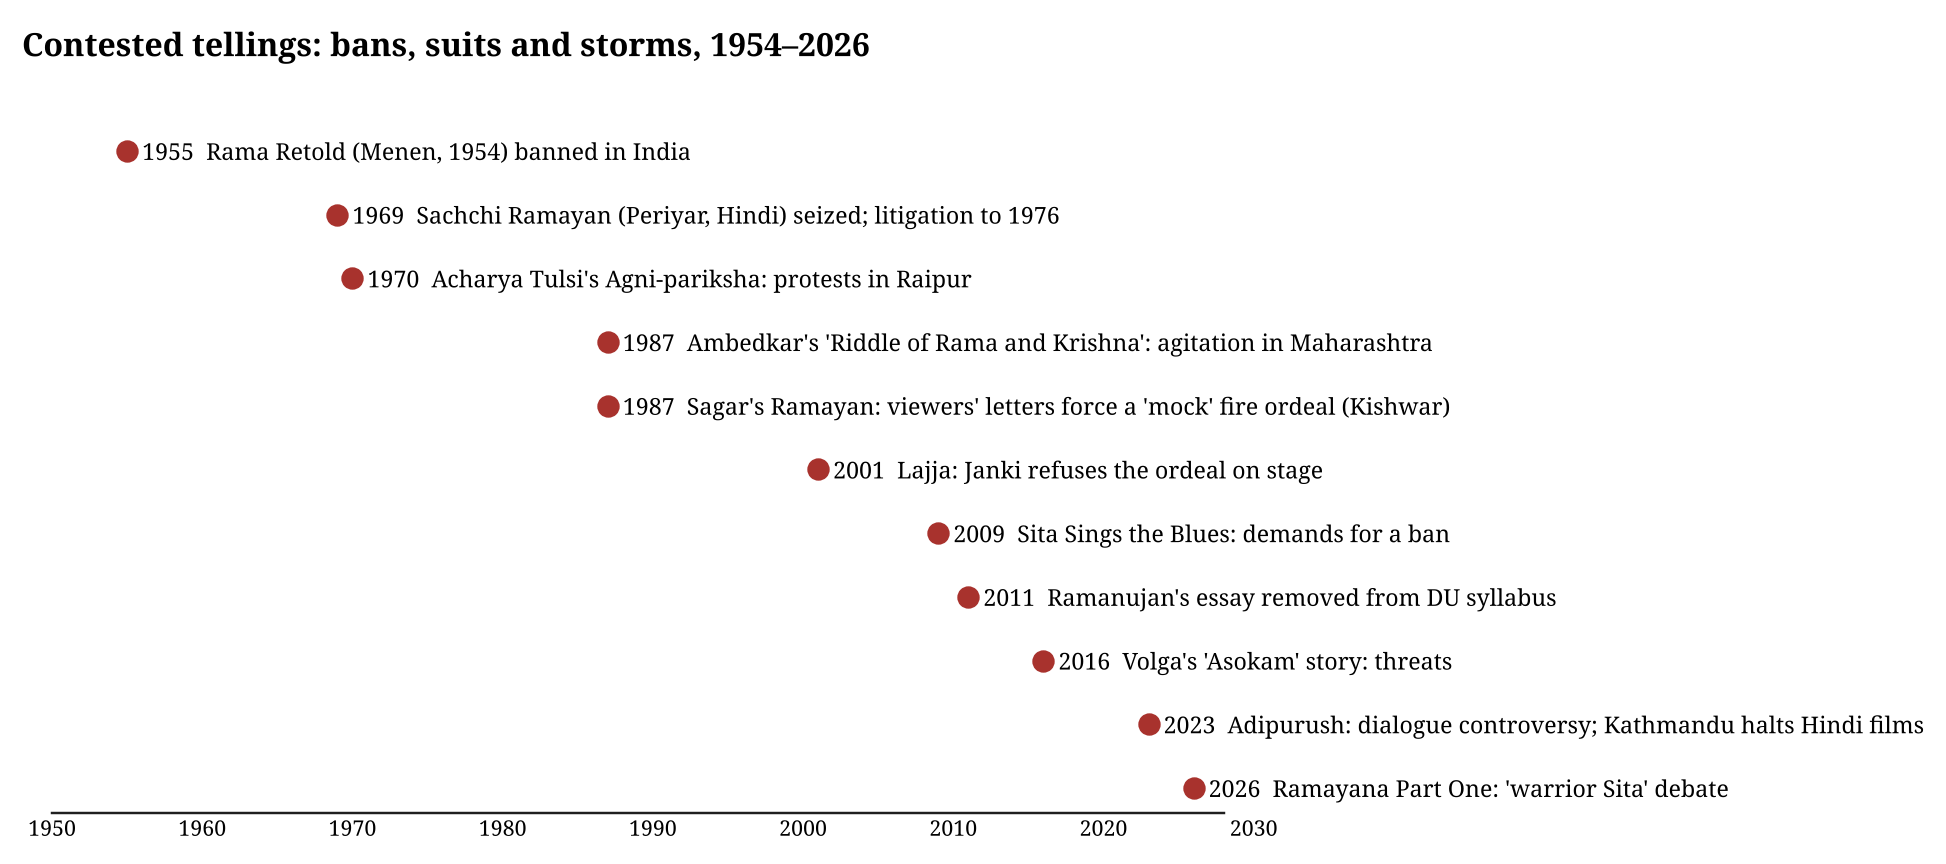 Contested tellings: bans, suits and storms, 1954–2026
1955 Rama Retold (Menen, 1954) banned in India
1969 Sachchi Ramayan (Periyar, Hindi) seized; litigation to 1976
1970 Acharya Tulsi's Agni-pariksha: protests in Raipur
1987 Ambedkar's 'Riddle of Rama and Krishna': agitation in Maharashtra
1987 Sagar's Ramayan: viewers' letters force a 'mock' fire ordeal (Kishwar)
2001 Lajja: Janki refuses the ordeal on stage
2009 Sita Sings the Blues: demands for a ban
2011 Ramanujan's essay removed from DU syllabus
2016 Volga's 'Asokam' story: threats
2023 Adipurush: dialogue controversy; Kathmandu halts Hindi films
2026 Ramayana Part One: 'warrior Sita' debate
1950 1960 1970 1980 1990 2000 2010 2020 2030